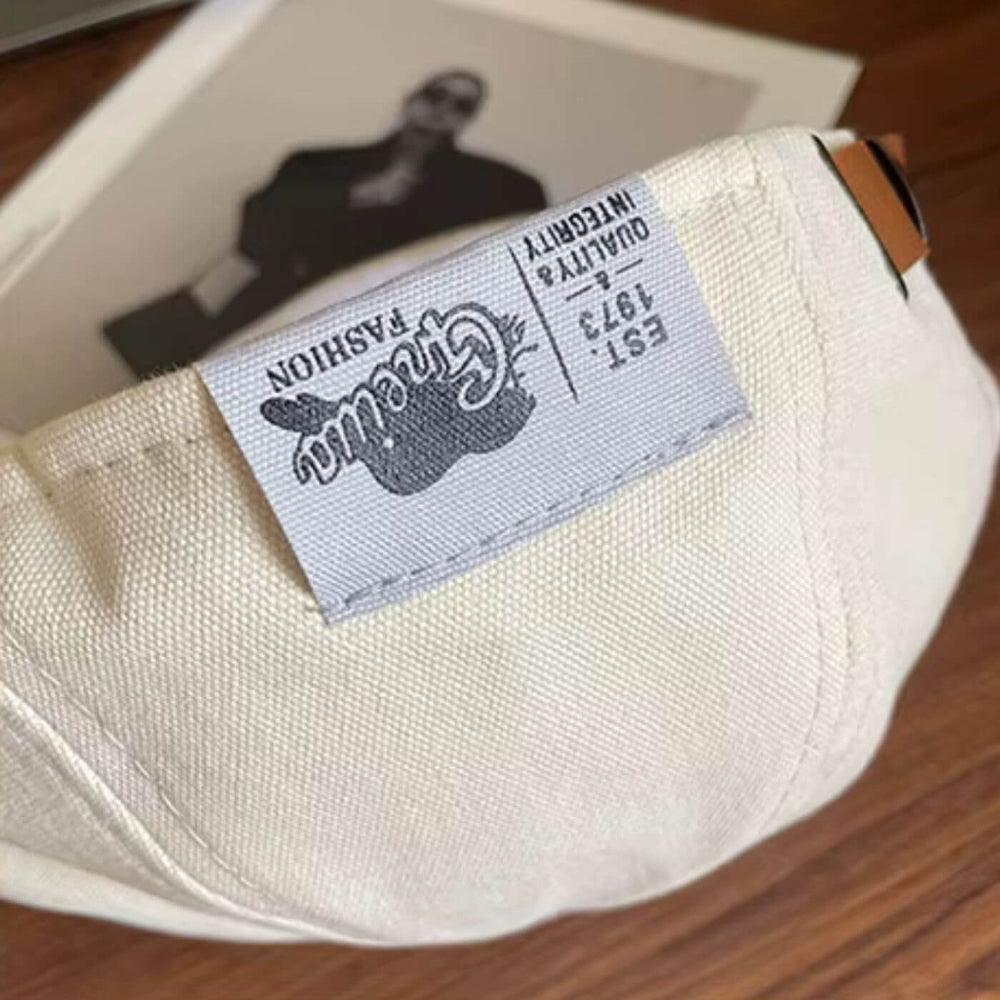 EST.
1973
&
QUALITY&
INTEGRITY
FASHION